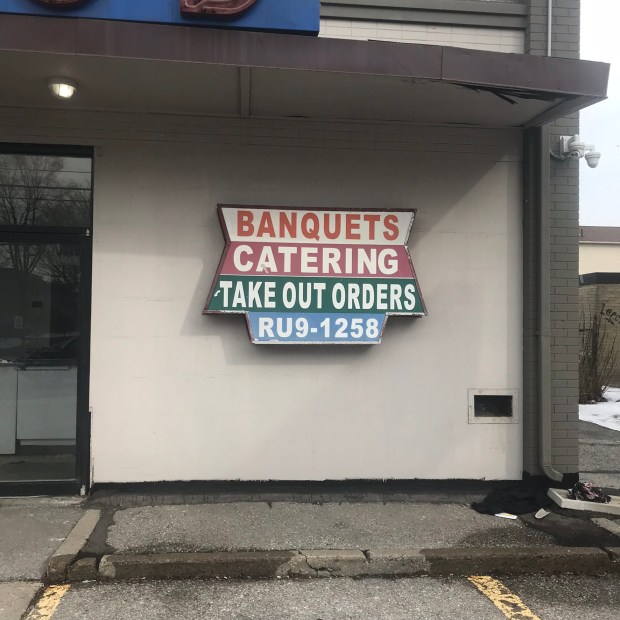 BANQUETS
CATERING
TAKE OUT ORDERS
RU9-1258